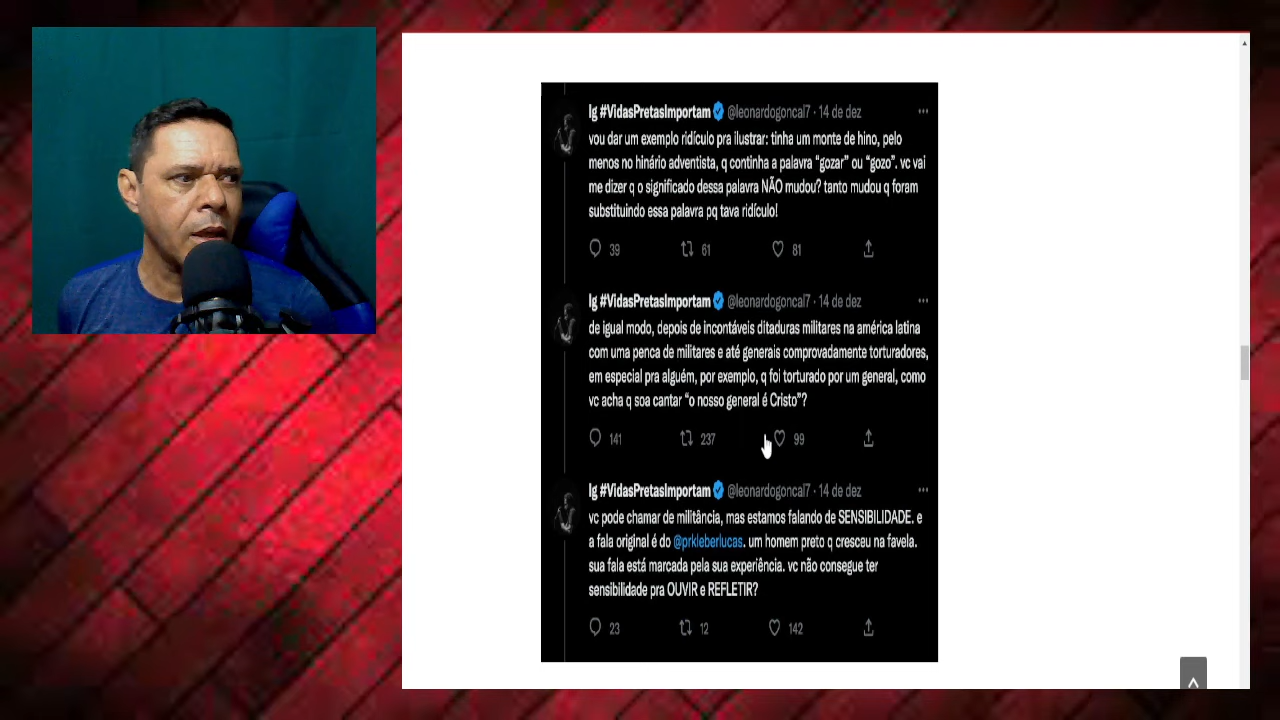 lg #VidasPretasImportam @leonardogoncal7 · 14 de dez
vou dar um exemplo ridículo pra ilustrar: tinha um monte de hino, pelo
menos no hinário adventista, q continha a palavra “gozar” ou “gozo”. vc vai
me dizer q o significado dessa palavra NÃO mudou? tanto mudou q foram
substituindo essa palavra pq tava ridículo!
39 61 81
lg #VidasPretasImportam @leonardogoncal7 · 14 de dez
de igual modo, depois de incontáveis ditaduras militares na américa latina
com uma penca de militares e até generais comprovadamente torturadores,
em especial pra alguém, por exemplo, q foi torturado por um general, como
vc acha q soa cantar “o nosso general é Cristo”?
141 237 99
lg #VidasPretasImportam @leonardogoncal7 · 14 de dez
vc pode chamar de militância, mas estamos falando de SENSIBILIDADE. e
a fala original é do @prkleberlucas. um homem preto q cresceu na favela.
sua fala está marcada pela sua experiência. vc não consegue ter
sensibilidade pra OUVIR e REFLETIR?
23 12 142